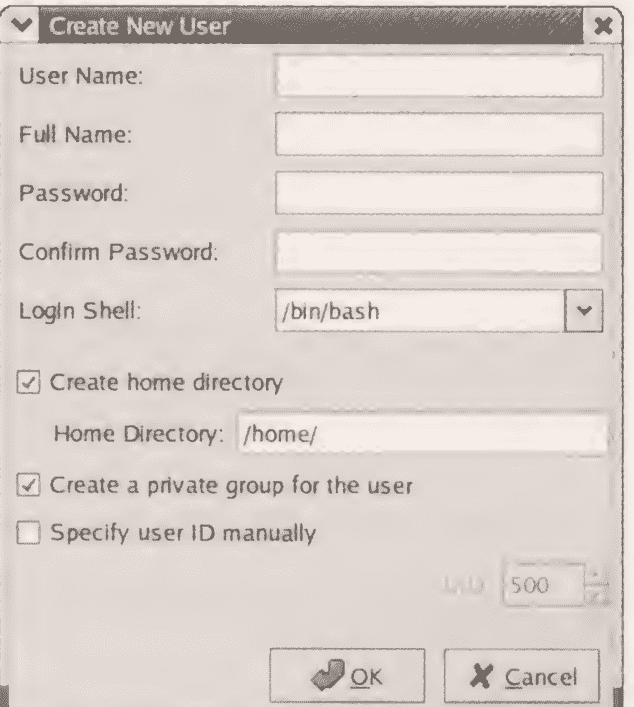 Create New User
User Name:
Full Name:
Password:
Confirm Password:
Login Shell: /bin/bash
Create home directory
Home Directory: /home/
Create a private group for the user
Specify user ID manually
UID 500
OK Cancel